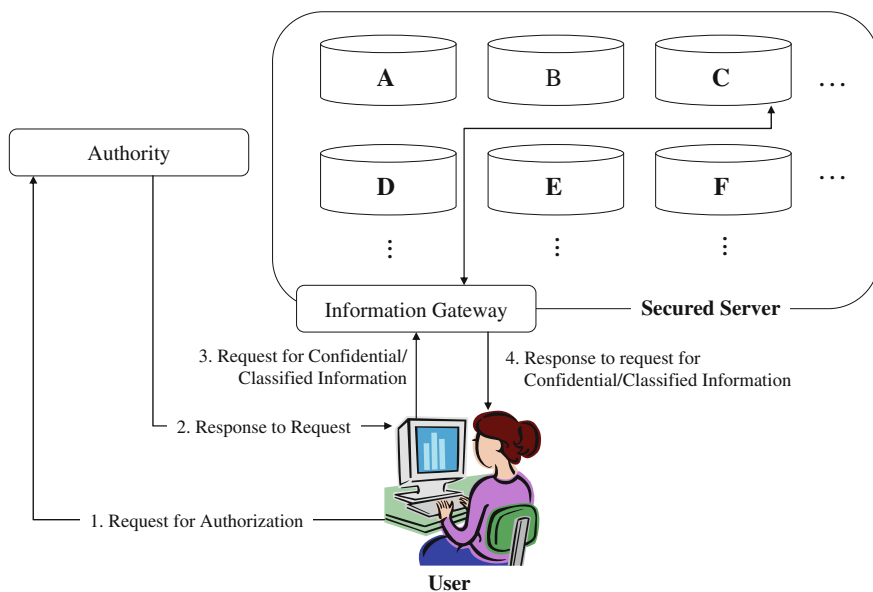 A
B
C
...
Authority
D
E
F
...
⋮
⋮
⋮
Information Gateway
Secured Server
3. Request for Confidential/
Classified Information
4. Response to request for
Confidential/Classified Information
2. Response to Request
1. Request for Authorization
User